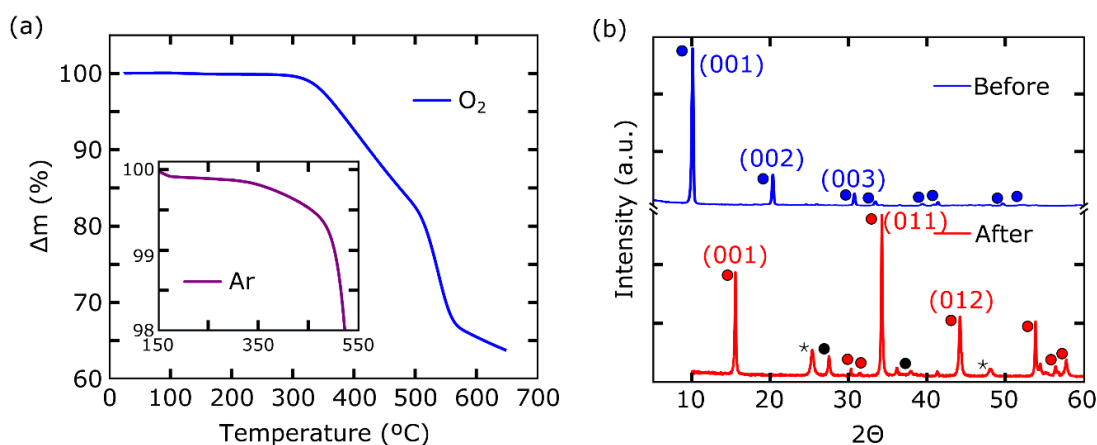 (a)
100
90
80
70
60
Δm (%)
0 100 200 300 400 500 600 700
Temperature (ºC)
O2
100
99
98
150 350 550
Ar
(b)
Intensity (a.u.)
(001)
(002)
(003)
Before
(001)
(011)
(012)
After
*
*
10 20 30 40 50 60
2Θ